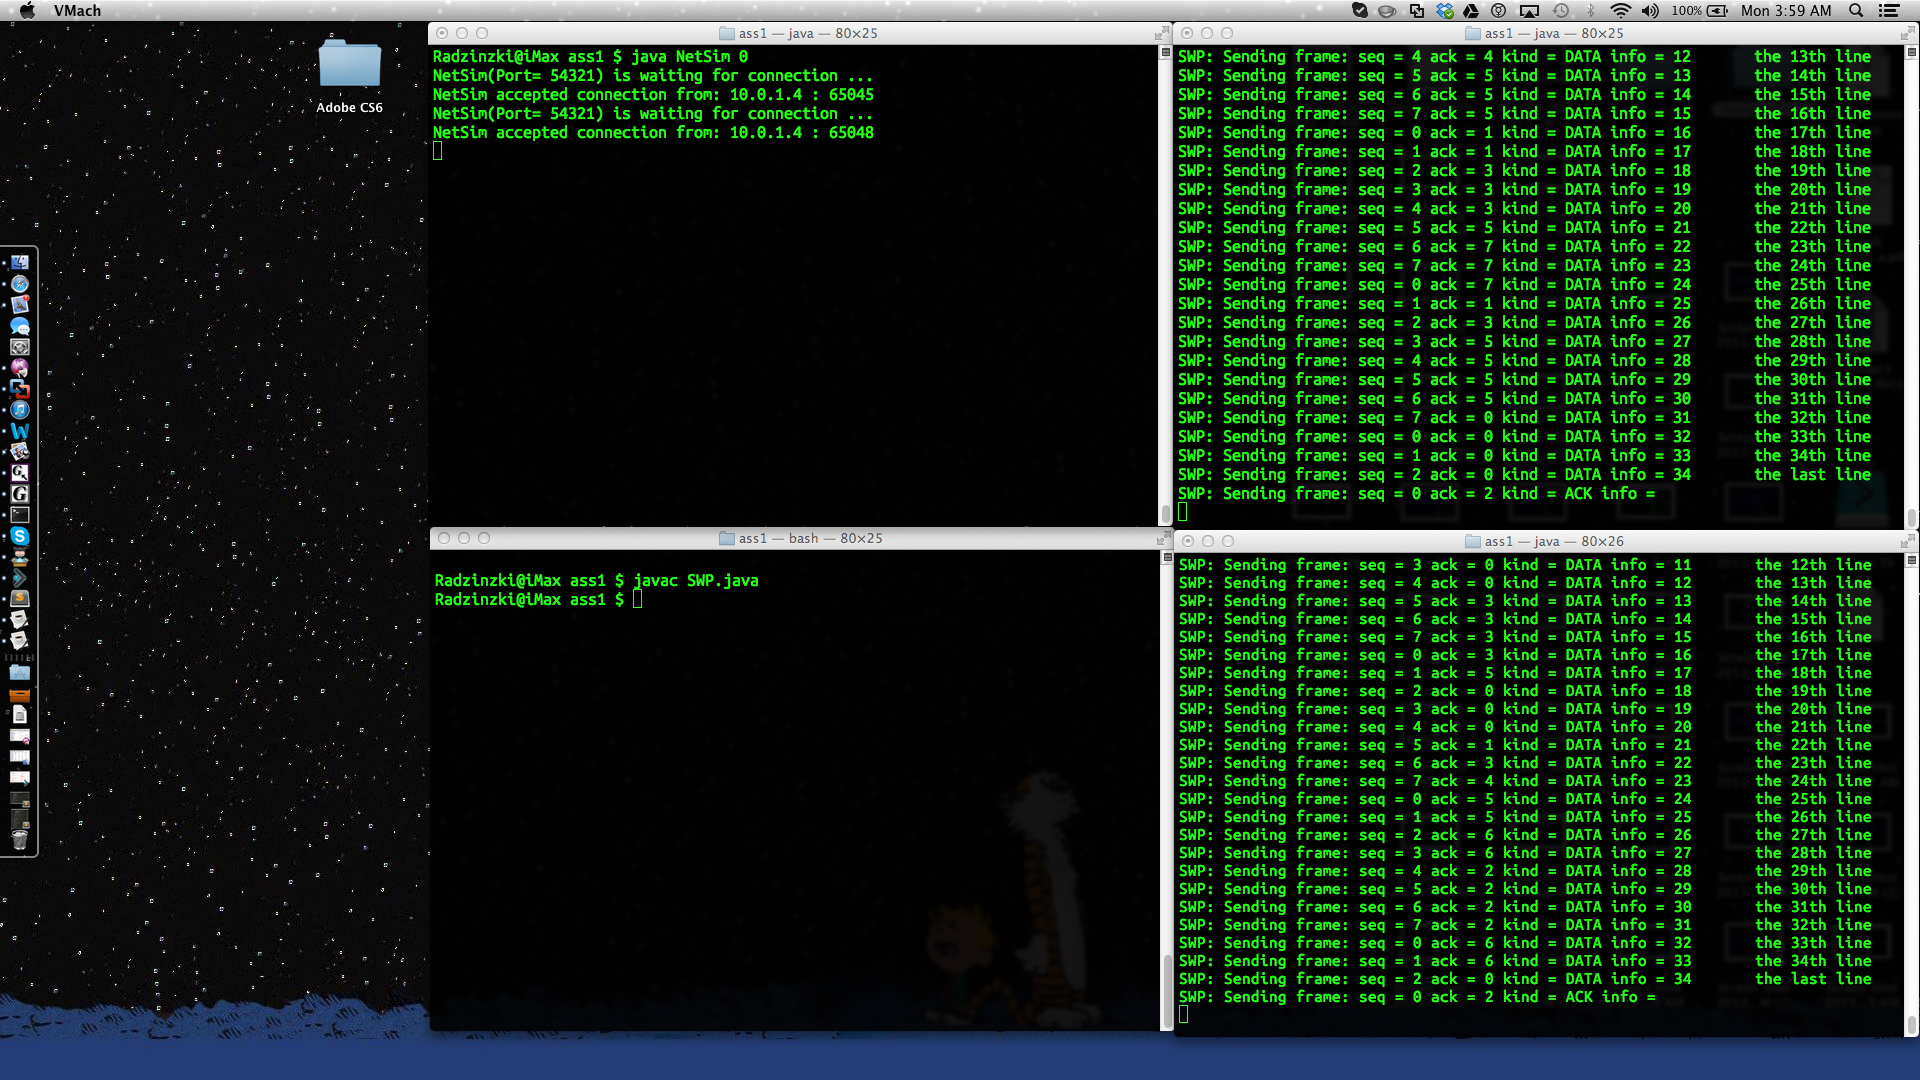 VMach
100%
Mon 3:59 AM
Adobe CS6
ass1 — java — 80×25
Radzinzki@iMax ass1 $ java NetSim 0
NetSim(Port= 54321) is waiting for connection ...
NetSim accepted connection from: 10.0.1.4 : 65045
NetSim(Port= 54321) is waiting for connection ...
NetSim accepted connection from: 10.0.1.4 : 65048
ass1 — java — 80×25
SWP: Sending frame: seq = 4 ack = 4 kind = DATA info = 12 the 13th line
SWP: Sending frame: seq = 5 ack = 5 kind = DATA info = 13 the 14th line
SWP: Sending frame: seq = 6 ack = 5 kind = DATA info = 14 the 15th line
SWP: Sending frame: seq = 7 ack = 5 kind = DATA info = 15 the 16th line
SWP: Sending frame: seq = 0 ack = 1 kind = DATA info = 16 the 17th line
SWP: Sending frame: seq = 1 ack = 1 kind = DATA info = 17 the 18th line
SWP: Sending frame: seq = 2 ack = 3 kind = DATA info = 18 the 19th line
SWP: Sending frame: seq = 3 ack = 3 kind = DATA info = 19 the 20th line
SWP: Sending frame: seq = 4 ack = 3 kind = DATA info = 20 the 21th line
SWP: Sending frame: seq = 5 ack = 5 kind = DATA info = 21 the 22th line
SWP: Sending frame: seq = 6 ack = 7 kind = DATA info = 22 the 23th line
SWP: Sending frame: seq = 7 ack = 7 kind = DATA info = 23 the 24th line
SWP: Sending frame: seq = 0 ack = 7 kind = DATA info = 24 the 25th line
SWP: Sending frame: seq = 1 ack = 1 kind = DATA info = 25 the 26th line
SWP: Sending frame: seq = 2 ack = 3 kind = DATA info = 26 the 27th line
SWP: Sending frame: seq = 3 ack = 5 kind = DATA info = 27 the 28th line
SWP: Sending frame: seq = 4 ack = 5 kind = DATA info = 28 the 29th line
SWP: Sending frame: seq = 5 ack = 5 kind = DATA info = 29 the 30th line
SWP: Sending frame: seq = 6 ack = 5 kind = DATA info = 30 the 31th line
SWP: Sending frame: seq = 7 ack = 0 kind = DATA info = 31 the 32th line
SWP: Sending frame: seq = 0 ack = 0 kind = DATA info = 32 the 33th line
SWP: Sending frame: seq = 1 ack = 0 kind = DATA info = 33 the 34th line
SWP: Sending frame: seq = 2 ack = 0 kind = DATA info = 34 the last line
SWP: Sending frame: seq = 0 ack = 2 kind = ACK info =
ass1 — bash — 80×25
Radzinzki@iMax ass1 $ javac SWP.java
Radzinzki@iMax ass1 $
ass1 — java — 80×26
SWP: Sending frame: seq = 3 ack = 0 kind = DATA info = 11 the 12th line
SWP: Sending frame: seq = 4 ack = 0 kind = DATA info = 12 the 13th line
SWP: Sending frame: seq = 5 ack = 3 kind = DATA info = 13 the 14th line
SWP: Sending frame: seq = 6 ack = 3 kind = DATA info = 14 the 15th line
SWP: Sending frame: seq = 7 ack = 3 kind = DATA info = 15 the 16th line
SWP: Sending frame: seq = 0 ack = 3 kind = DATA info = 16 the 17th line
SWP: Sending frame: seq = 1 ack = 5 kind = DATA info = 17 the 18th line
SWP: Sending frame: seq = 2 ack = 0 kind = DATA info = 18 the 19th line
SWP: Sending frame: seq = 3 ack = 0 kind = DATA info = 19 the 20th line
SWP: Sending frame: seq = 4 ack = 0 kind = DATA info = 20 the 21th line
SWP: Sending frame: seq = 5 ack = 1 kind = DATA info = 21 the 22th line
SWP: Sending frame: seq = 6 ack = 3 kind = DATA info = 22 the 23th line
SWP: Sending frame: seq = 7 ack = 4 kind = DATA info = 23 the 24th line
SWP: Sending frame: seq = 0 ack = 5 kind = DATA info = 24 the 25th line
SWP: Sending frame: seq = 1 ack = 5 kind = DATA info = 25 the 26th line
SWP: Sending frame: seq = 2 ack = 6 kind = DATA info = 26 the 27th line
SWP: Sending frame: seq = 3 ack = 6 kind = DATA info = 27 the 28th line
SWP: Sending frame: seq = 4 ack = 2 kind = DATA info = 28 the 29th line
SWP: Sending frame: seq = 5 ack = 2 kind = DATA info = 29 the 30th line
SWP: Sending frame: seq = 6 ack = 2 kind = DATA info = 30 the 31th line
SWP: Sending frame: seq = 7 ack = 2 kind = DATA info = 31 the 32th line
SWP: Sending frame: seq = 0 ack = 6 kind = DATA info = 32 the 33th line
SWP: Sending frame: seq = 1 ack = 6 kind = DATA info = 33 the 34th line
SWP: Sending frame: seq = 2 ack = 0 kind = DATA info = 34 the last line
SWP: Sending frame: seq = 0 ack = 2 kind = ACK info =